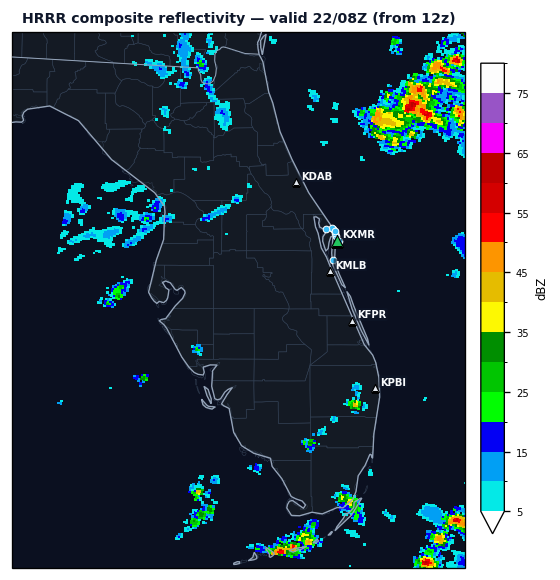 HRRR composite reflectivity — valid 22/08Z (from 12z)
KDAB
KXMR
KMLB
KFPR
KPBI
75
65
55
45
35
25
15
5
dBZ